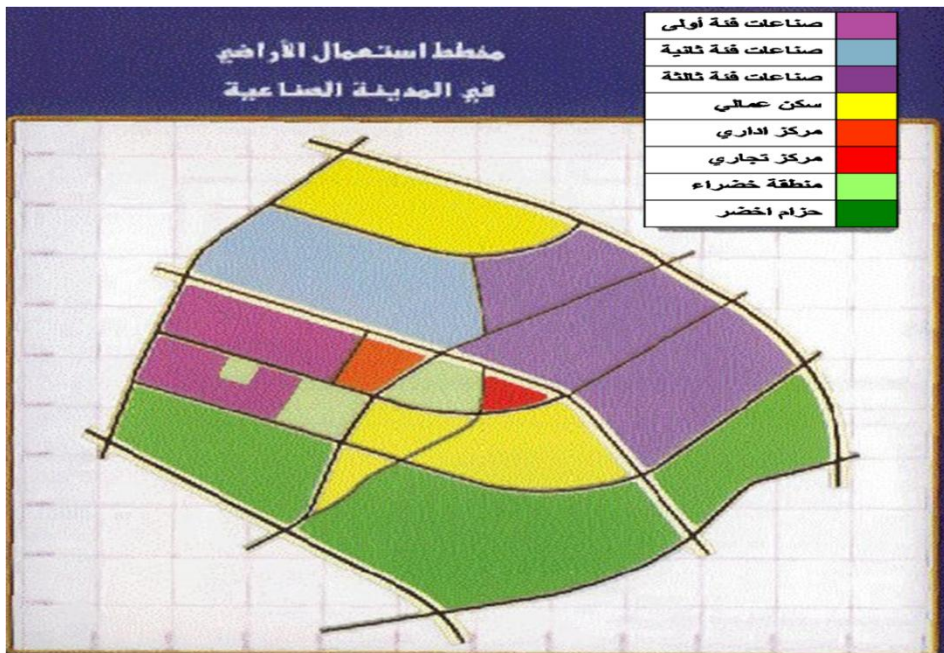 مخطط استعمال الأراضي
في المدينة الصناعية
صناعات فئة أولى
صناعات فئة ثانية
صناعات فئة ثالثة
سكن عمالي
مركز اداري
مركز تجاري
منطقة خضراء
حزام اخضر